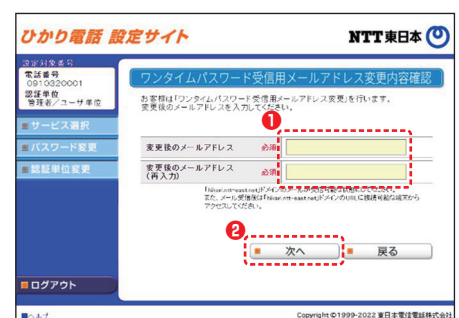 ひかり電話 設定サイト
NTT東日本
設定対象番号
電話番号
0910320001
認証単位
管理者/ユーザ単位
サービス選択
パスワード変更
認証単位変更
ログアウト
ヘルプ
ワンタイムパスワード受信用メールアドレス変更内容確認
お客様は「ワンタイムパスワード受信用メールアドレス変更」を行います。
変更後のメールアドレスを入力してください。
1
変更後のメールアドレス 必須
変更後のメールアドレス 必須
(再入力)
また、メール受信後は「hikari.ntt-east.net」ドメインのURLに接続可能な端末から
アクセスしてください。
2
次へ
戻る
Copyright © 1999-2022 東日本電信電話株式会社